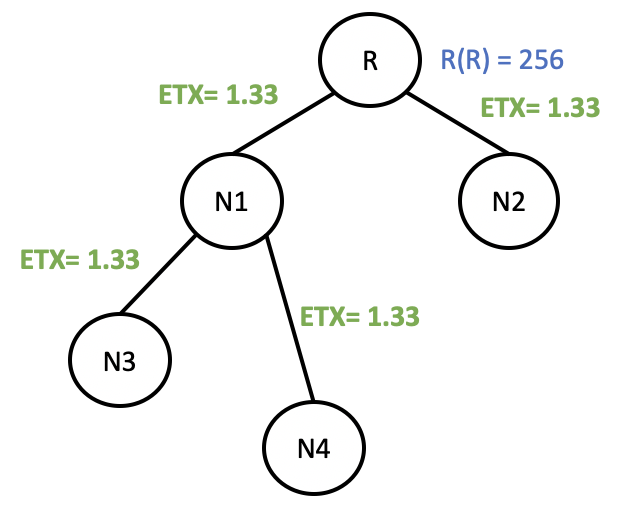 R
R(R) = 256
ETX= 1.33
ETX= 1.33
N1
N2
ETX= 1.33
ETX= 1.33
N3
N4